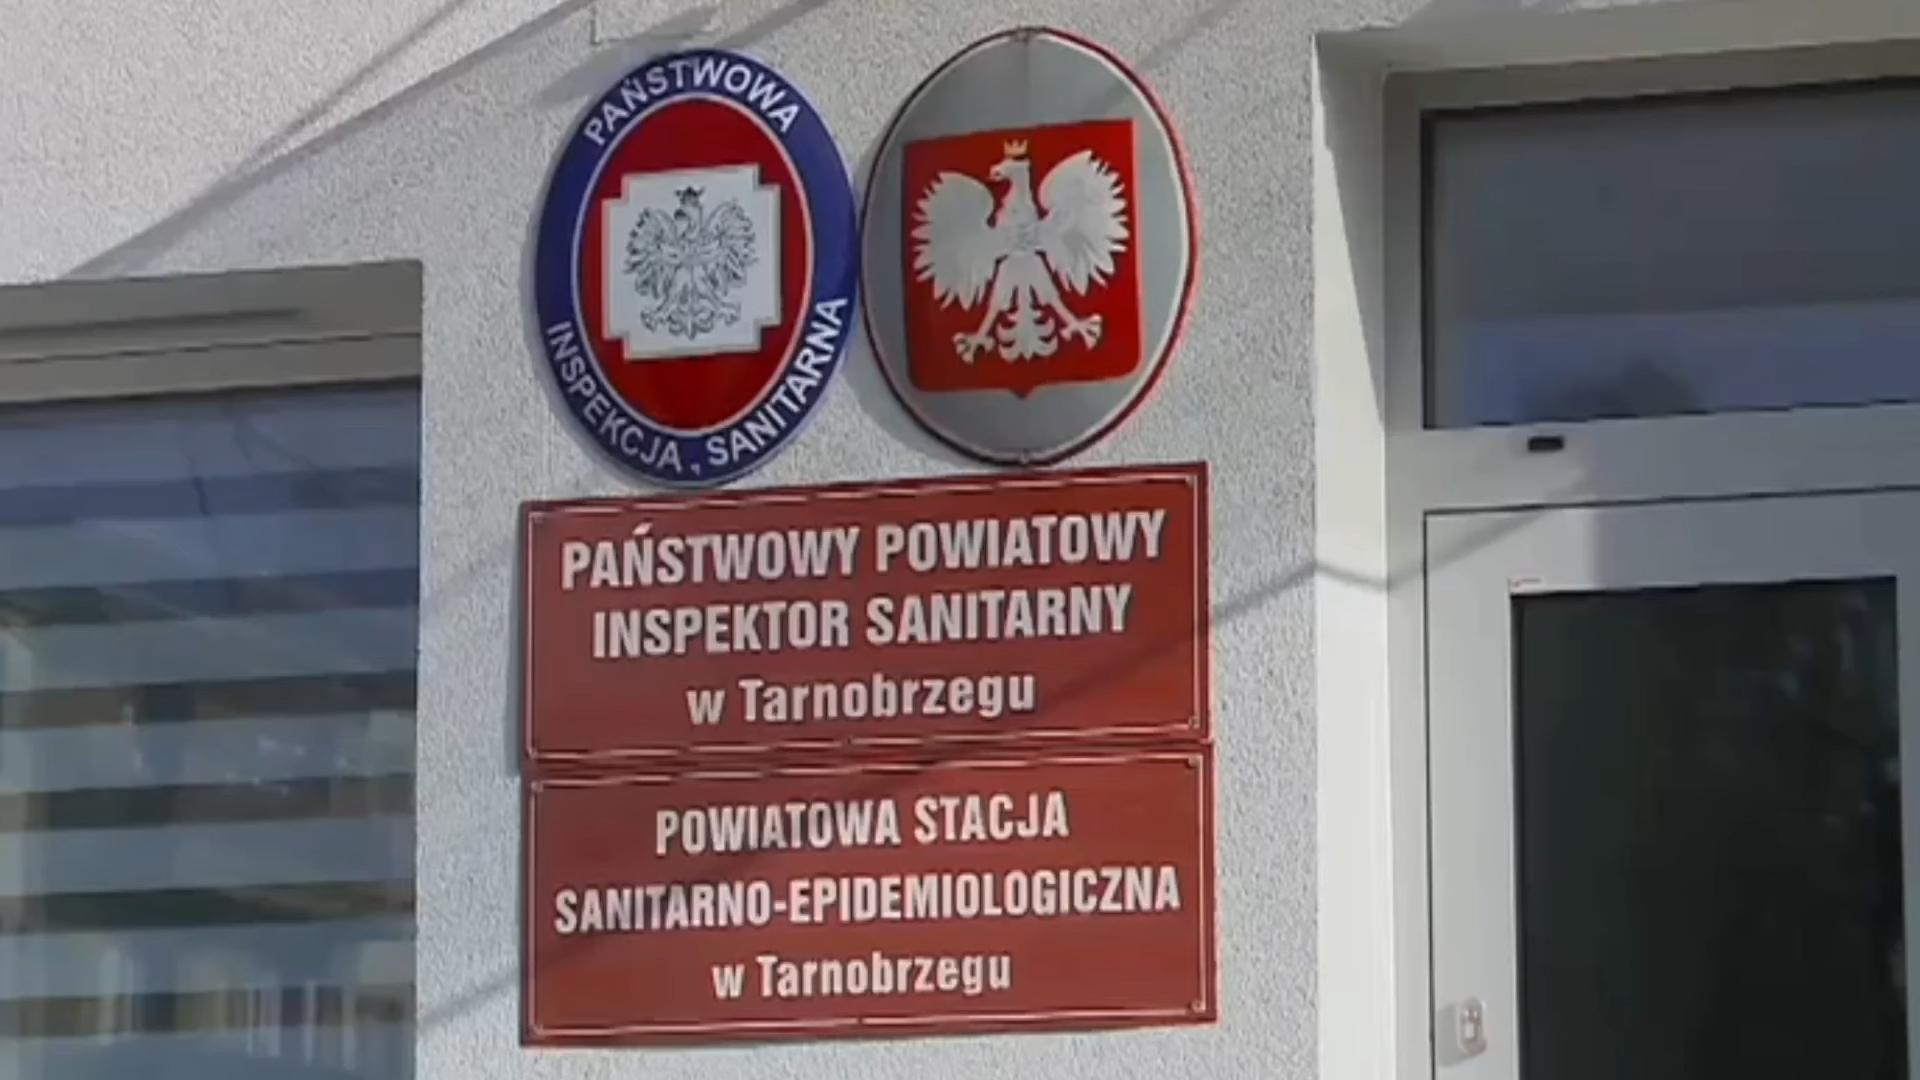 PAŃSTWOWA
INSPEKCJA SANITARNA
PAŃSTWOWY POWIATOWY
INSPEKTOR SANITARNY
w Tarnobrzegu
POWIATOWA STACJA
SANITARNO-EPIDEMIOLOGICZNA
w Tarnobrzegu